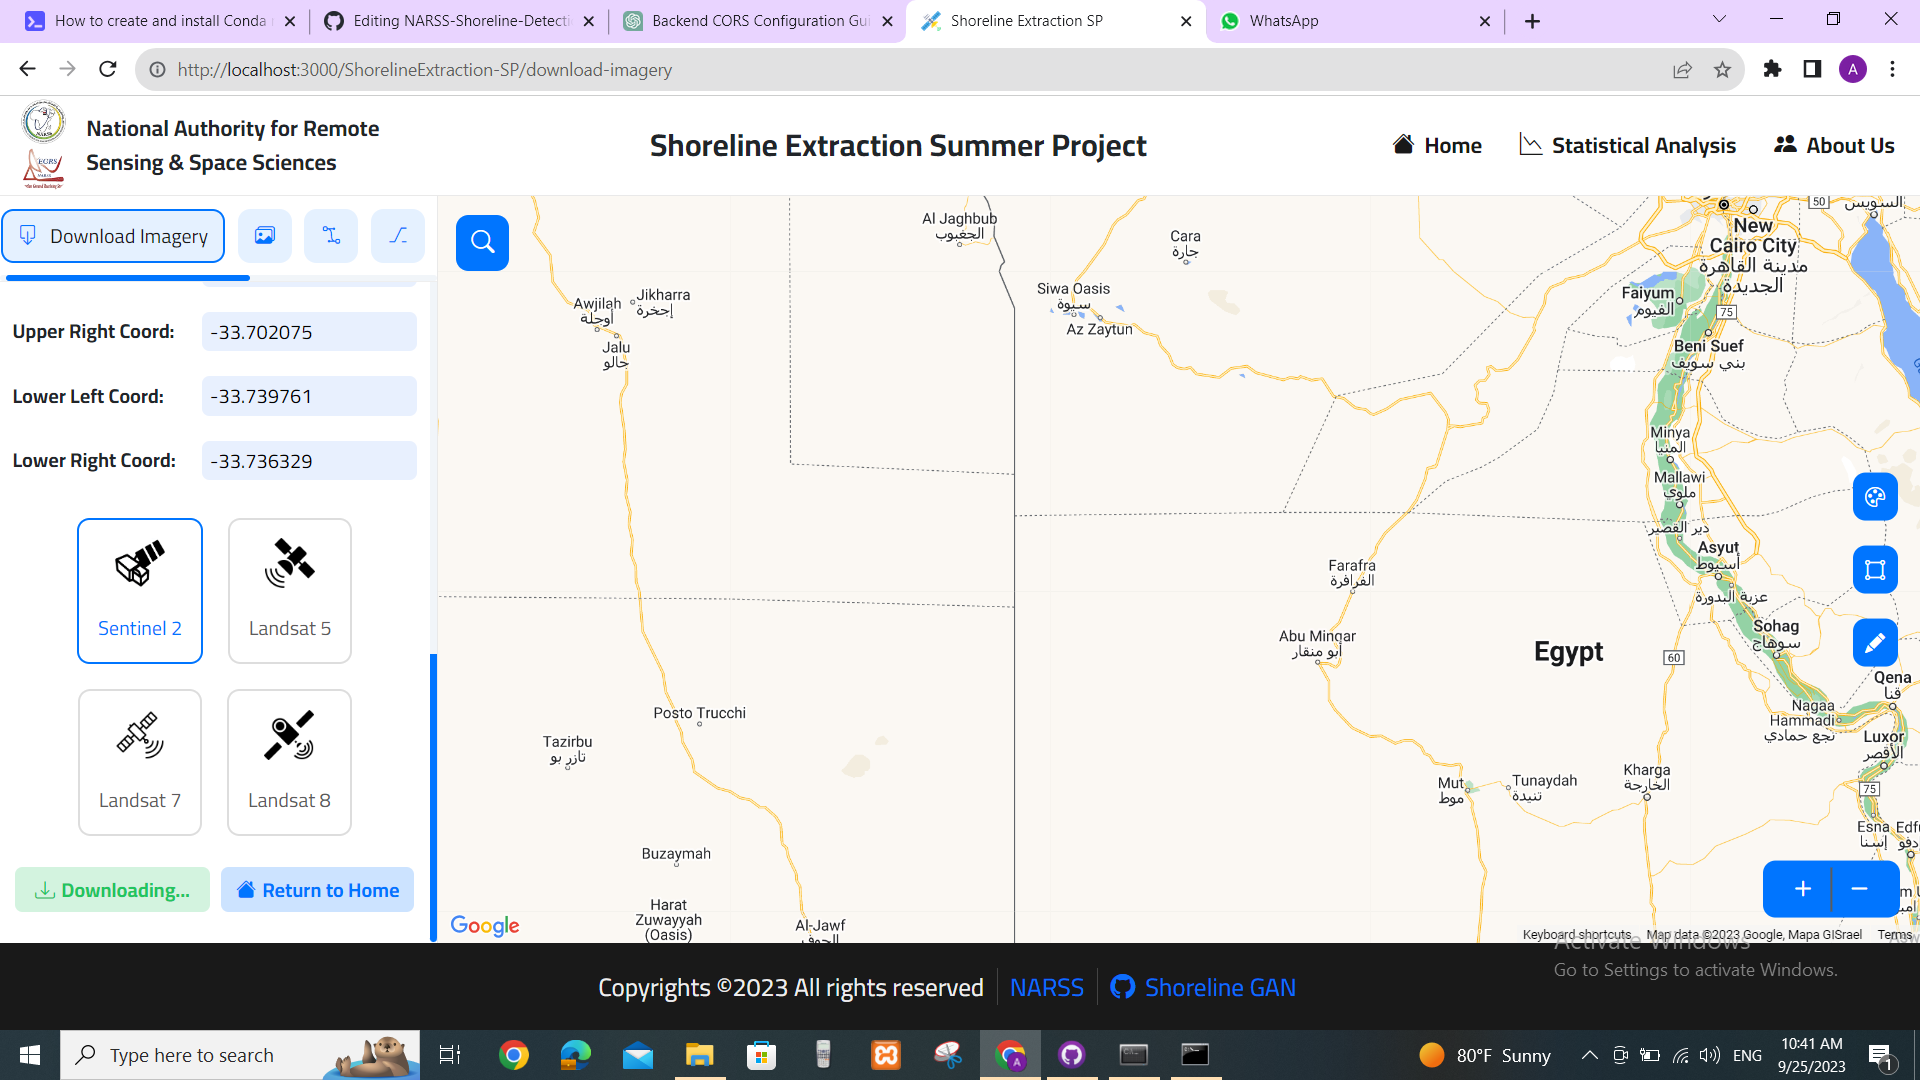 How to create and install Conda
Editing NARSS-Shoreline-Detecti
Backend CORS Configuration Gui
Shoreline Extraction SP
WhatsApp
http://localhost:3000/ShorelineExtraction-SP/download-imagery
A
National Authority for Remote
Sensing & Space Sciences
Shoreline Extraction Summer Project
Home
Statistical Analysis
About Us
Download Imagery
Upper Right Coord:
-33.702075
Lower Left Coord:
-33.739761
Lower Right Coord:
-33.736329
Sentinel 2
Landsat 5
Landsat 7
Landsat 8
Downloading...
Return to Home
Al Jaghbub
الجغبوب
Cara
جارة
Siwa Oasis
سيوة
Az Zaytun
Awjilah
أوجلة
Jikharra
إجخرة
Jalu
جالو
50
السويس
New
Cairo City
مدينة القاهرة
الجديدة
Faiyum
الفيوم
75
Beni Suef
بني سويف
Minya
المنيا
Mallawi
ملوي
دير القصير
Asyut
أسيوط
عزبة البدورة
Farafra
الفرافرة
Abu Minqar
أبو منقار
Egypt
60
Sohag
سوهاج
Qena
قنا
Nagaa
Hammadi
نجع حمادي
Luxor
الأقصر
Posto Trucchi
Tazirbu
تازر بو
Mut
موط
Tunaydah
تنيدة
Kharga
الخارجة
75
Esna
إسنا
Edfu
Buzaymah
Harat
Zuwayyah
(Oasis)
Al-Jawf
الجوف
Google
Keyboard shortcuts
Map data ©2023 Google, Mapa GISrael
Terms
Activate Windows
Go to Settings to activate Windows.
Copyrights ©2023 All rights reserved
NARSS
Shoreline GAN
Type here to search
80°F Sunny
ENG
10:41 AM
9/25/2023
1